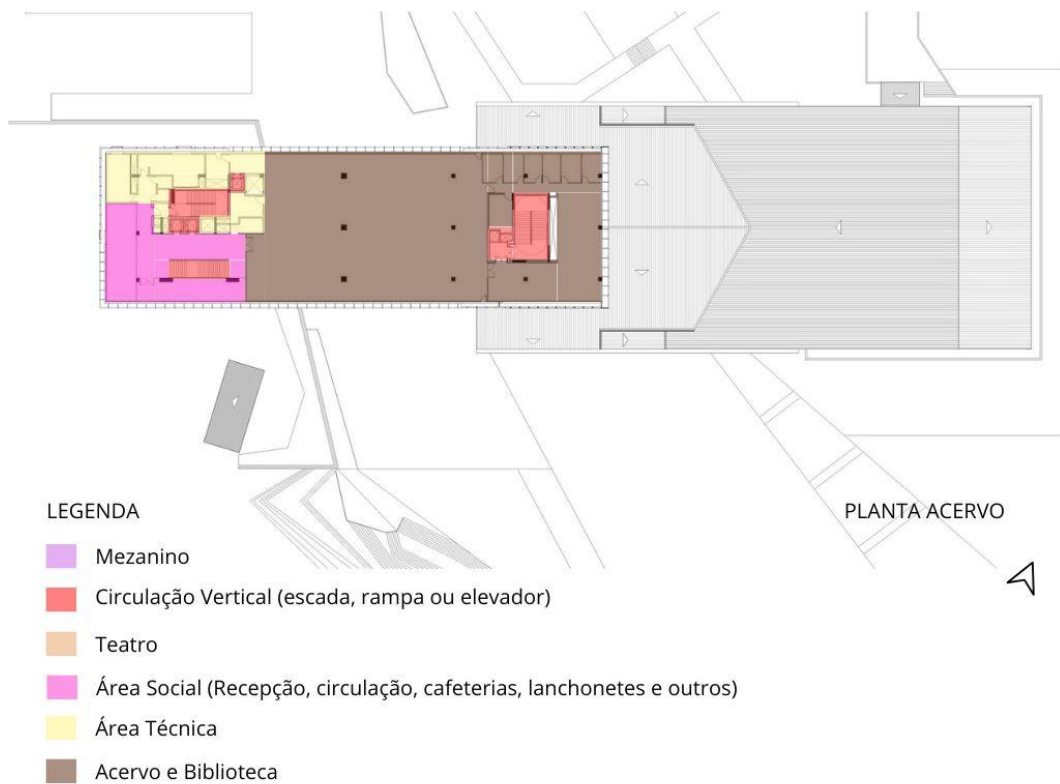 LEGENDA
PLANTA ACERVO
Mezanino
Circulação Vertical (escada, rampa ou elevador)
Teatro
Área Social (Recepção, circulação, cafeterias, lanchonetes e outros)
Área Técnica
Acervo e Biblioteca